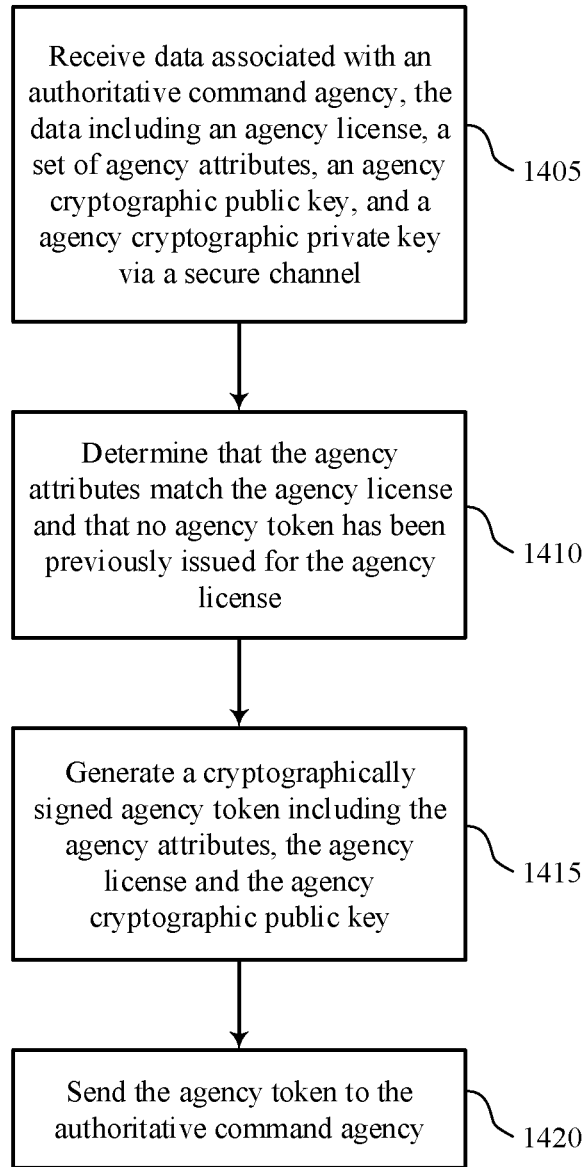 Receive data associated with an
authoritative command agency, the
data including an agency license, a
set of agency attributes, an agency
cryptographic public key, and a
agency cryptographic private key
via a secure channel
1405
Determine that the agency
attributes match the agency license
and that no agency token has been
previously issued for the agency
license
1410
Generate a cryptographically
signed agency token including the
agency attributes, the agency
license and the agency
cryptographic public key
1415
Send the agency token to the
authoritative command agency
1420